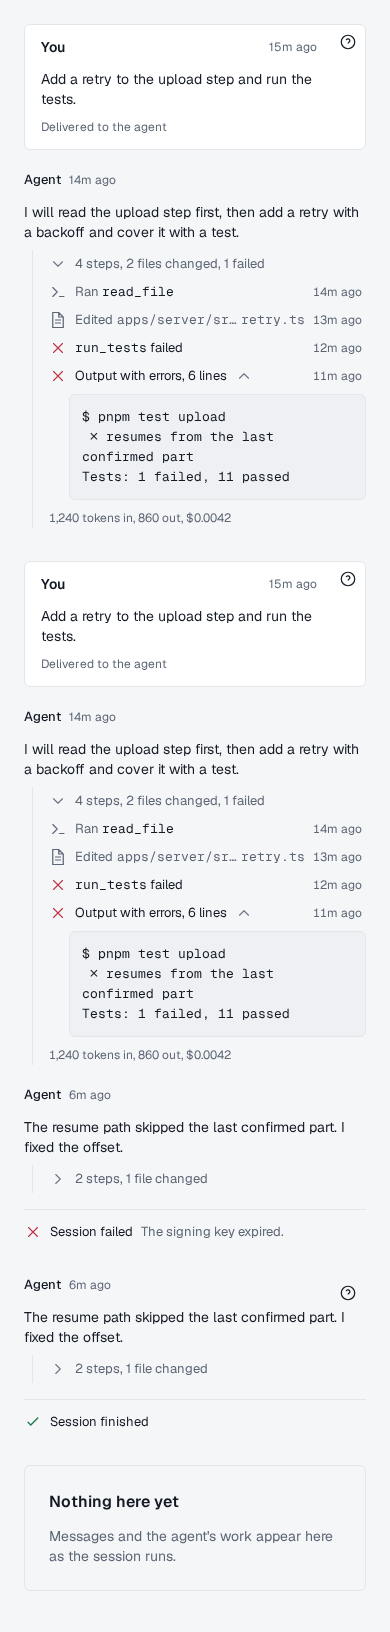 You 15m ago
Add a retry to the upload step and run the
tests.
Delivered to the agent
Agent 14m ago
I will read the upload step first, then add a retry with
a backoff and cover it with a test.
4 steps, 2 files changed, 1 failed
Ran read_file 14m ago
Edited apps/server/sr… retry.ts 13m ago
run_tests failed 12m ago
Output with errors, 6 lines 11m ago
$ pnpm test upload
× resumes from the last
confirmed part
Tests: 1 failed, 11 passed
1,240 tokens in, 860 out, $0.0042
You 15m ago
Add a retry to the upload step and run the
tests.
Delivered to the agent
Agent 14m ago
I will read the upload step first, then add a retry with
a backoff and cover it with a test.
4 steps, 2 files changed, 1 failed
Ran read_file 14m ago
Edited apps/server/sr… retry.ts 13m ago
run_tests failed 12m ago
Output with errors, 6 lines 11m ago
$ pnpm test upload
× resumes from the last
confirmed part
Tests: 1 failed, 11 passed
1,240 tokens in, 860 out, $0.0042
Agent 6m ago
The resume path skipped the last confirmed part. I
fixed the offset.
2 steps, 1 file changed
Session failed The signing key expired.
Agent 6m ago
The resume path skipped the last confirmed part. I
fixed the offset.
2 steps, 1 file changed
Session finished
Nothing here yet
Messages and the agent's work appear here
as the session runs.